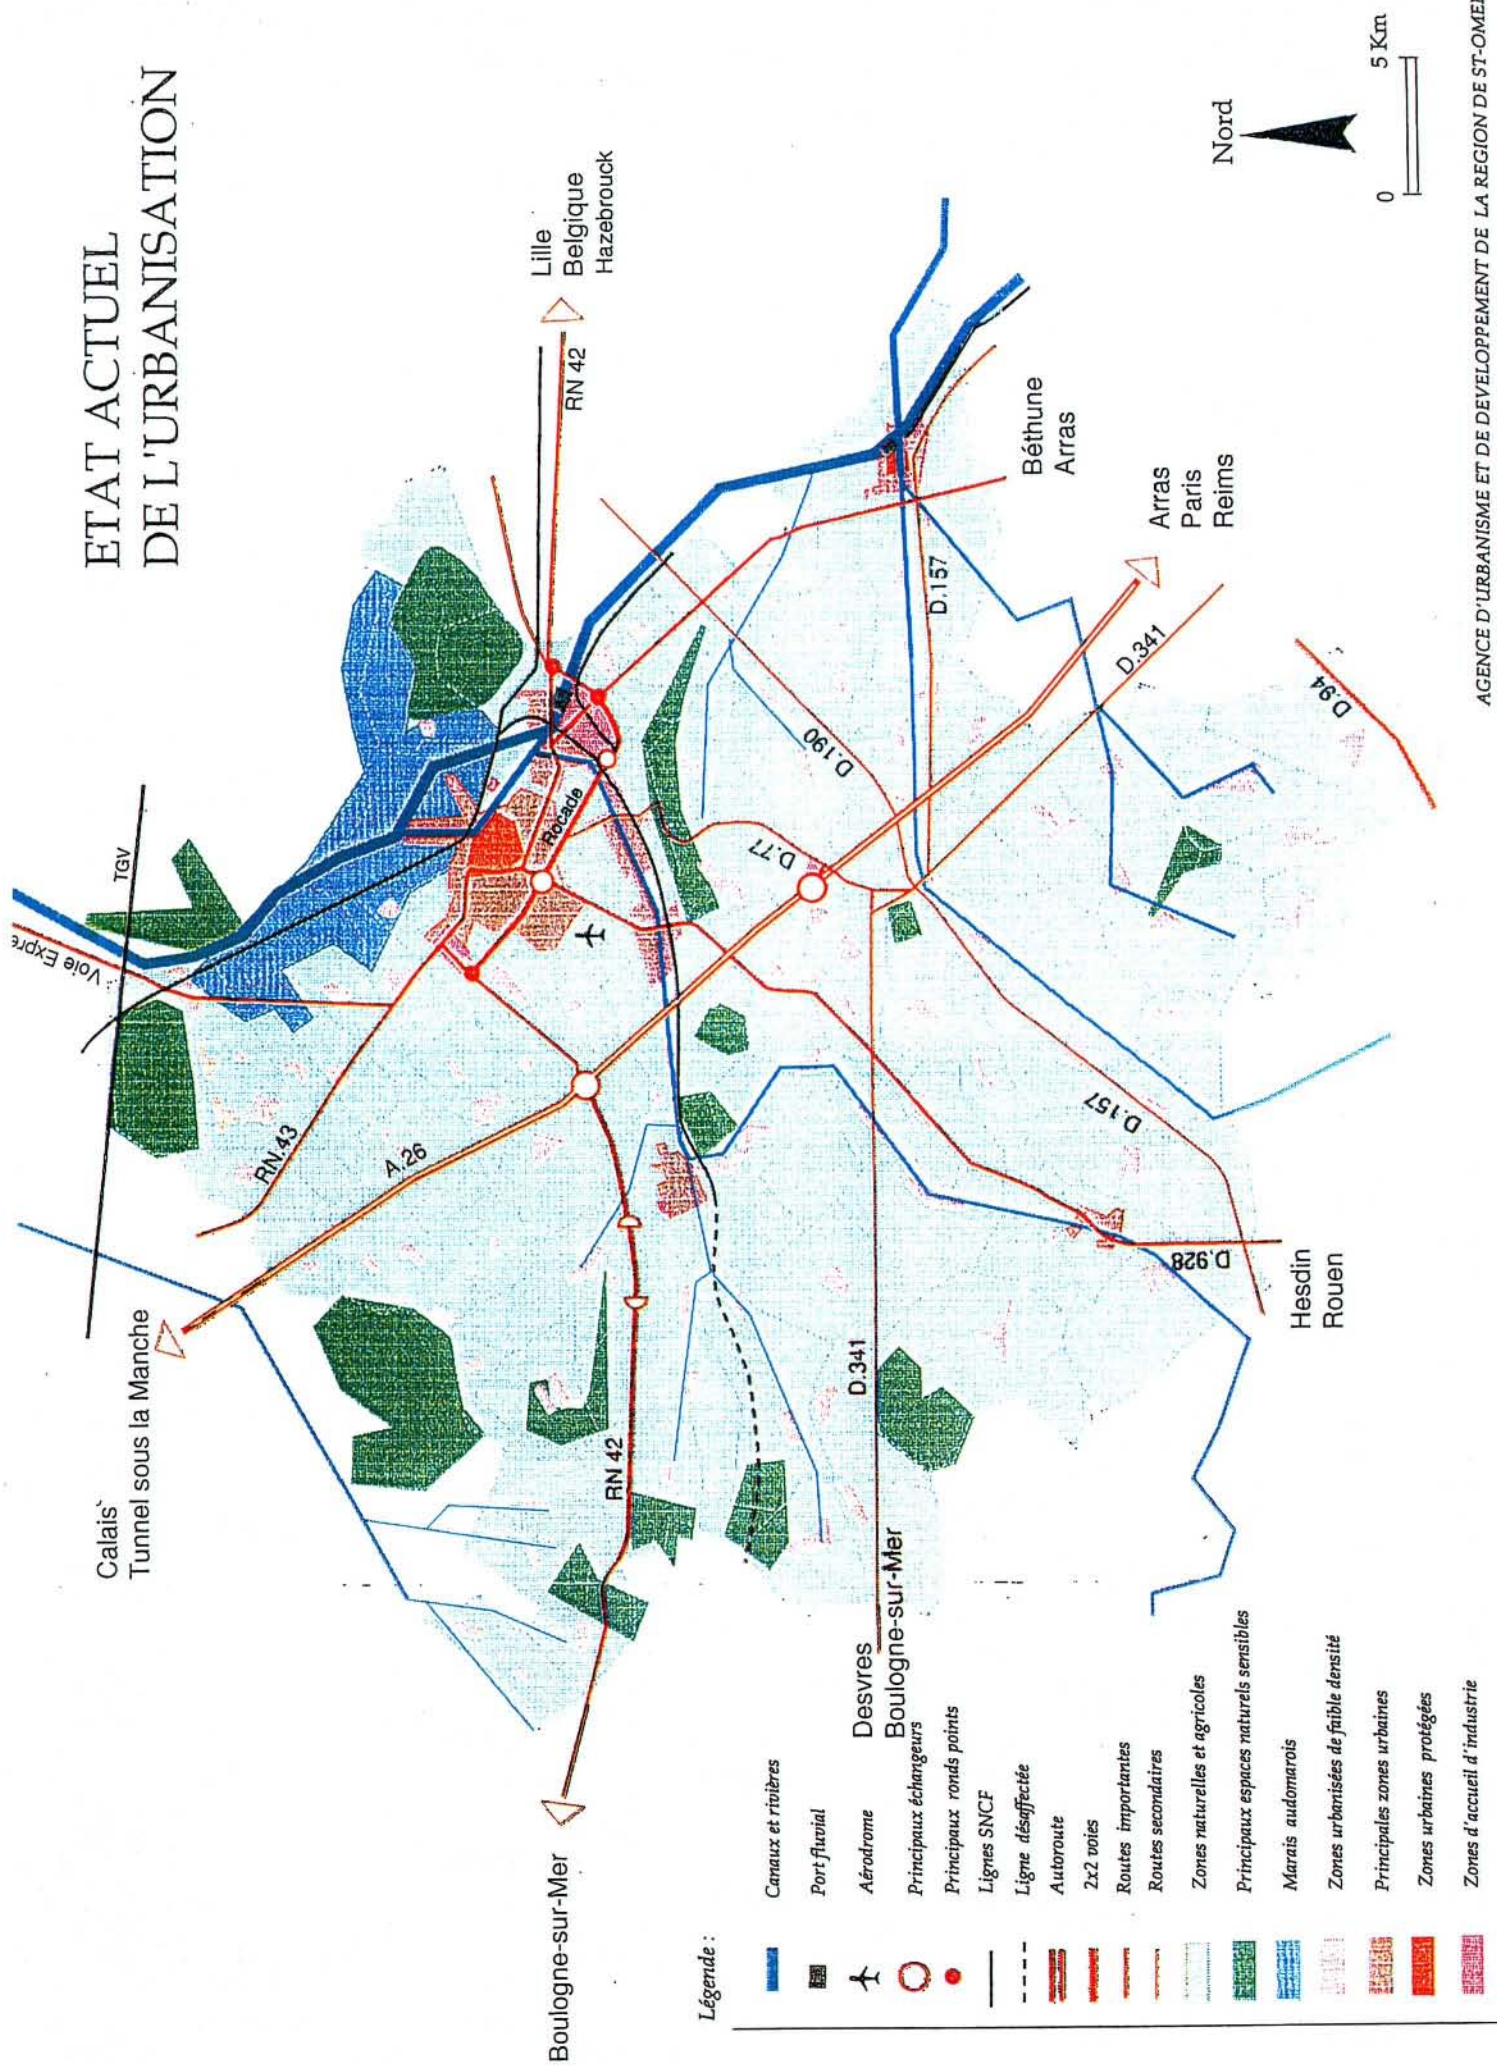 ETAT ACTUEL
DE L'URBANISATION
Calais
Tunnel sous la Manche
TGV
Voie Expre
RN.43
A.26
Lille
Belgique
Hazebrouck
RN 42
Rocade
Boulogne-sur-Mer
RN 42
D.77
D.190
D.157
Béthune
Arras
Arras
Paris
Reims
D.341
D.341
D.94
Desvres
Boulogne-sur-Mer
D.157
D.928
Hesdin
Rouen
Nord
0
5 Km
Légende :
Canaux et rivières
Port fluvial
Aérodrome
Principaux échangeurs
Principaux ronds points
Lignes SNCF
Ligne désaffectée
Autoroute
2x2 voies
Routes importantes
Routes secondaires
Zones naturelles et agricoles
Principaux espaces naturels sensibles
Marais audomarois
Zones urbanisées de faible densité
Principales zones urbaines
Zones urbaines protégées
Zones d'accueil d'industrie
AGENCE D'URBANISME ET DE DEVELOPPEMENT DE LA REGION DE ST-OMER